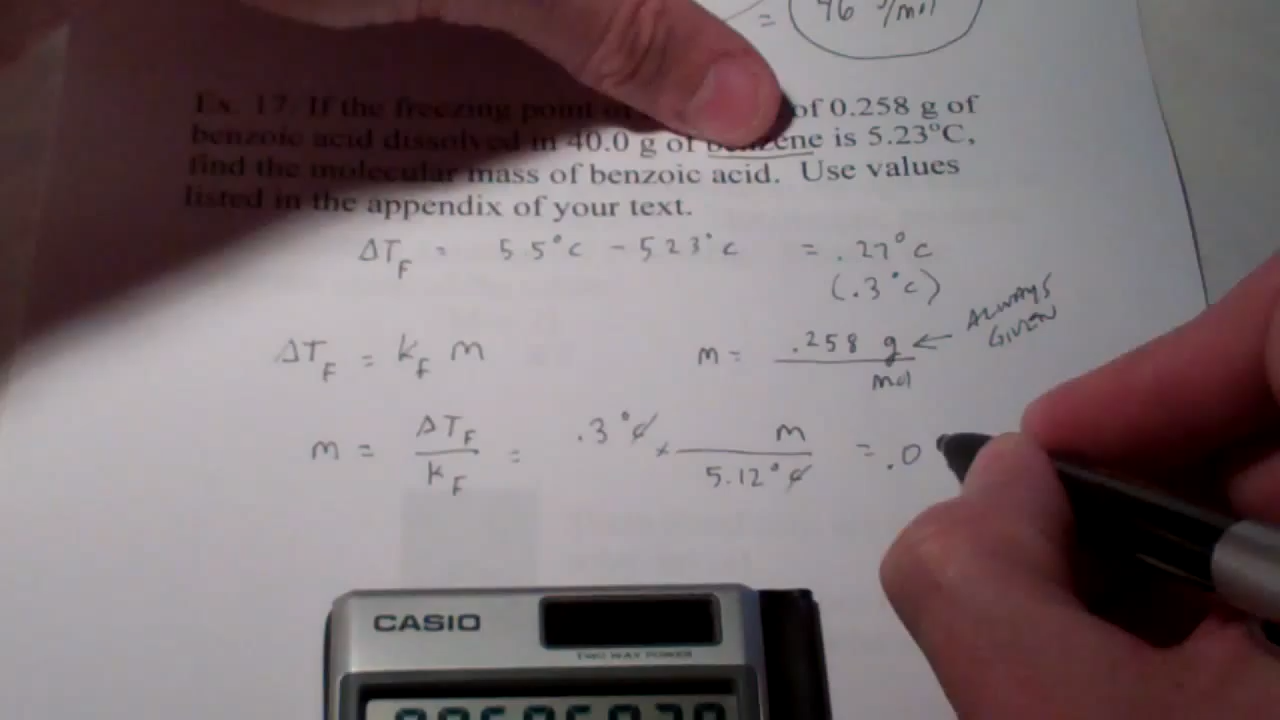 = 46 g/mol
Ex. 17. If the freezing point of of 0.258 g of
benzoic acid dissolved in 40.0 g of benzene is 5.23°C,
find the molecular mass of benzoic acid. Use values
listed in the appendix of your text.
ΔTF = 5.5°C - 5.23°C = .27°C
(.3°C)
ΔTF = kF m m = .258 g ← ALWAYS GIVEN
mol
m = ΔTF / kF = .3°C × m / 5.12°C = .0
CASIO
TWO WAY POWER